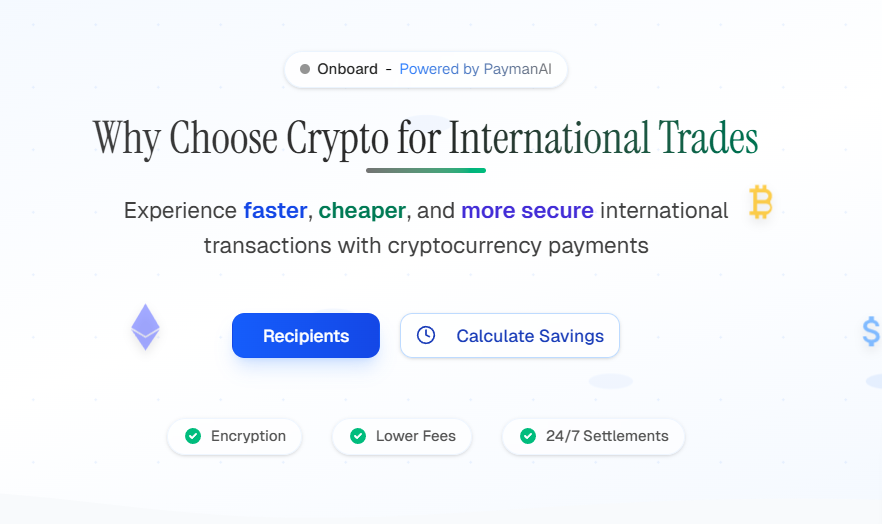 Onboard - Powered by PaymanAI
Why Choose Crypto for International Trades
Experience faster, cheaper, and more secure international
transactions with cryptocurrency payments
Recipients
Calculate Savings
Encryption
Lower Fees
24/7 Settlements